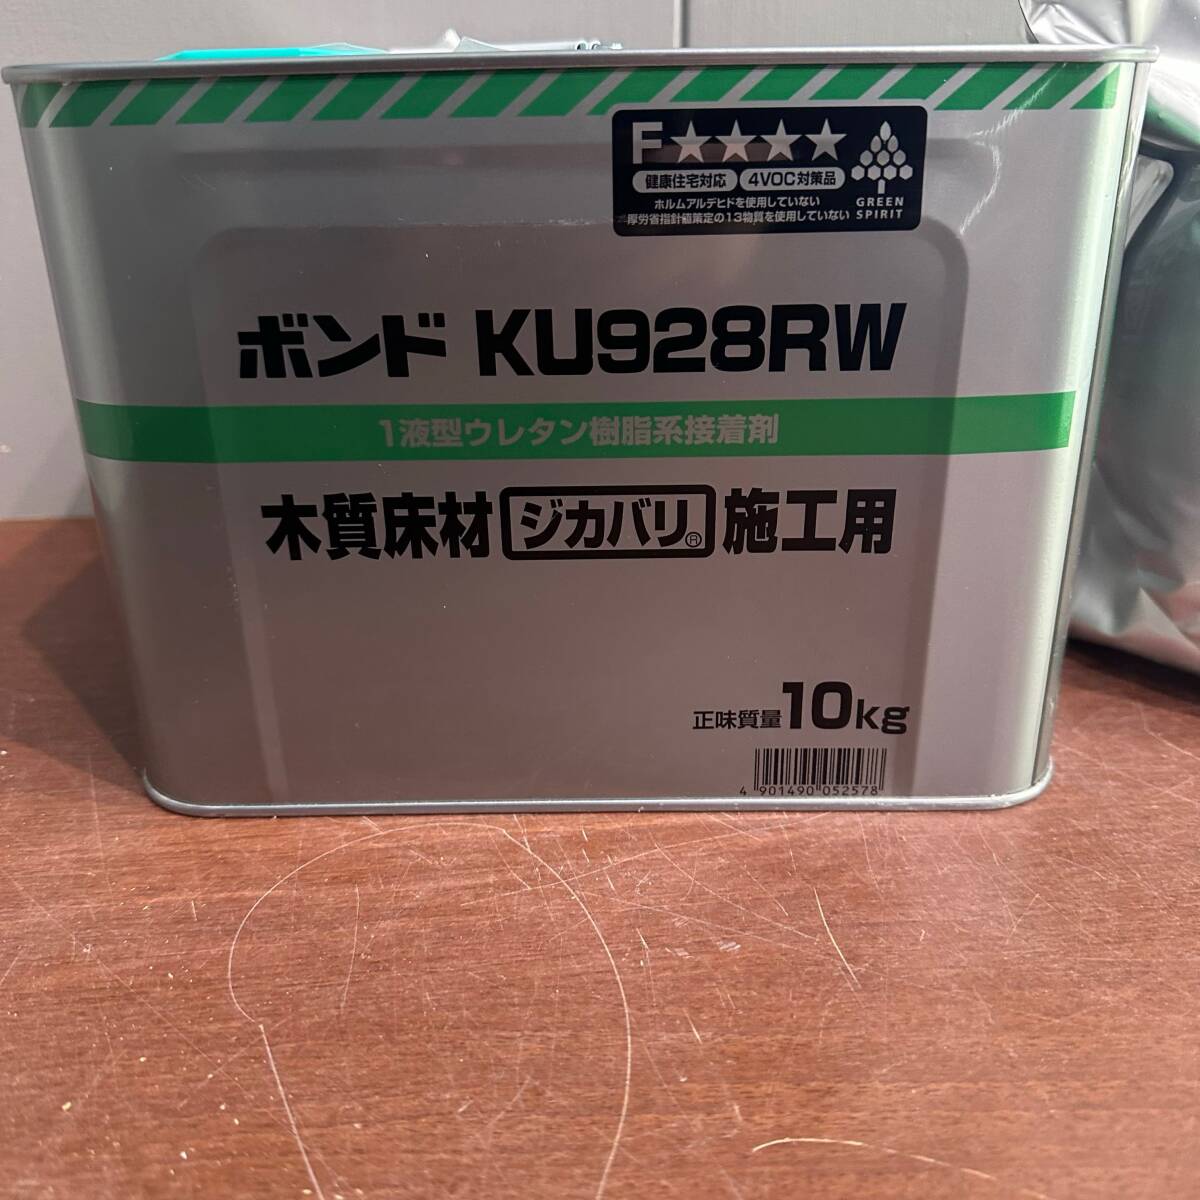 F★★★★
健康住宅対応 4VOC対策品
ホルムアルデヒドを使用していない
厚労省指針値策定の13物質を使用していない
GREEN
SPIRIT
ボンド KU928RW
1液型ウレタン樹脂系接着剤
木質床材 ジカバリ® 施工用
正味質量10kg
4 901490 052578